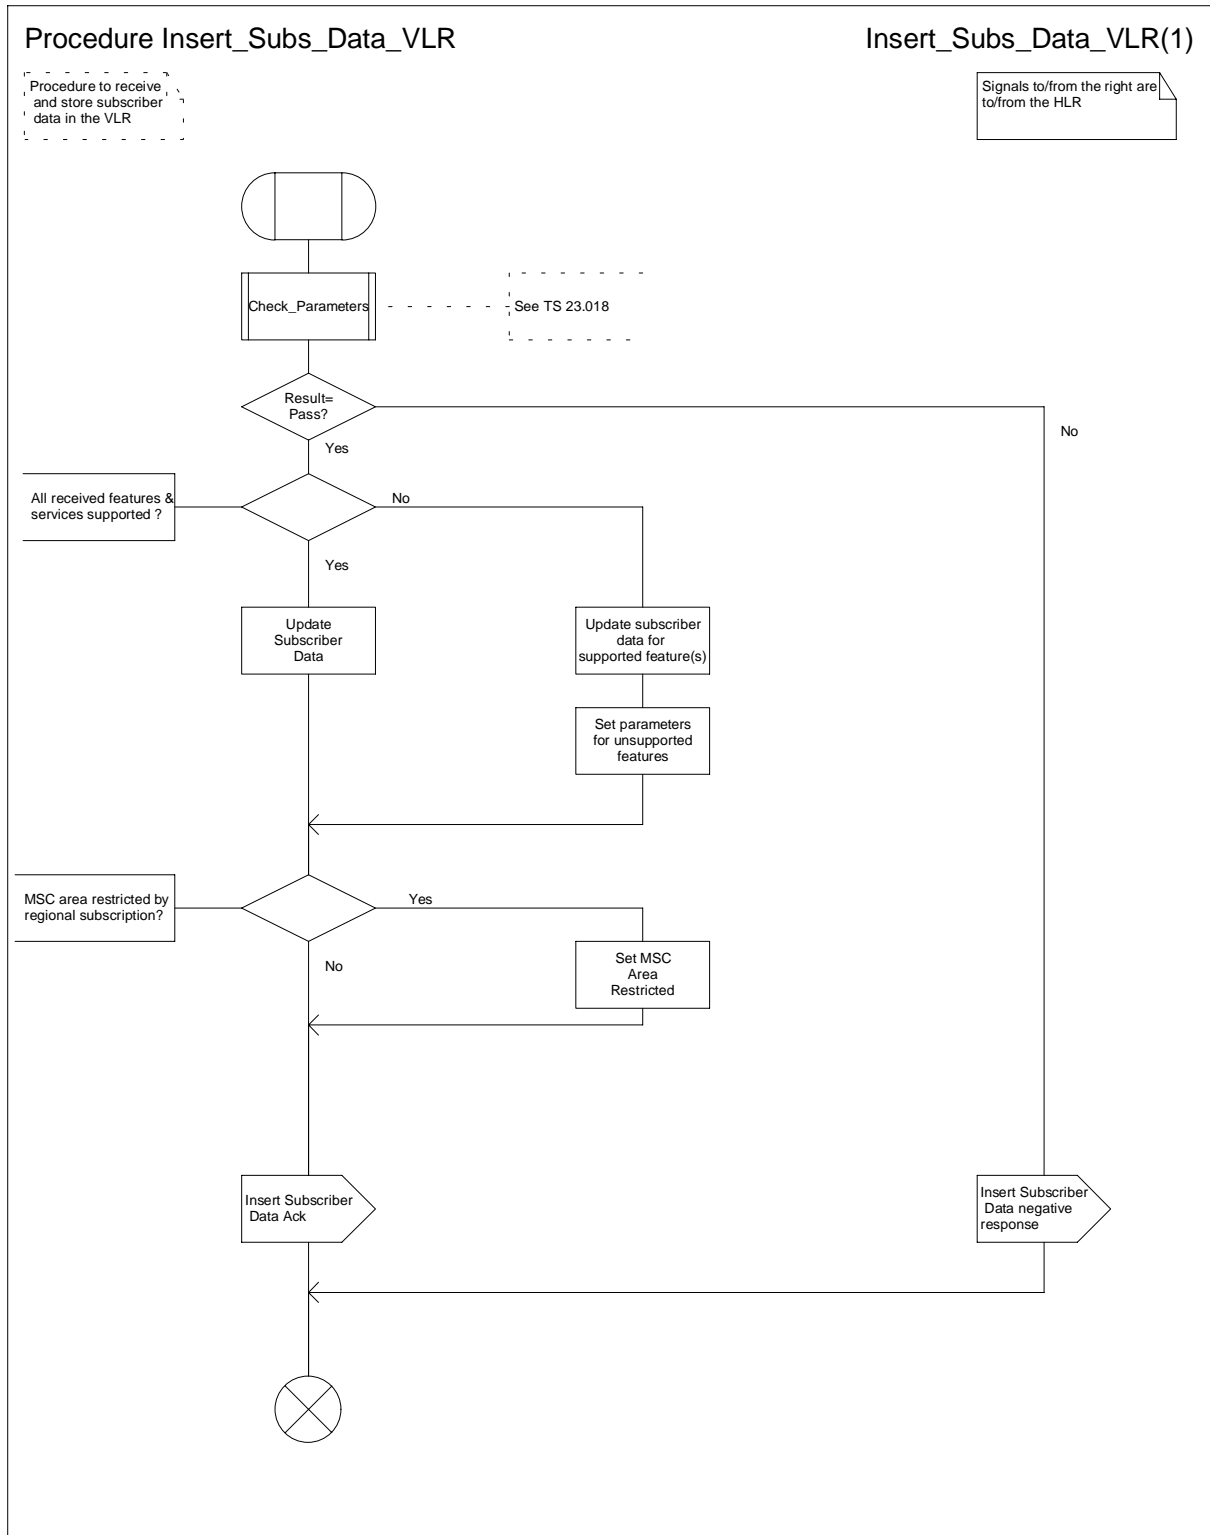 Procedure Insert_Subs_Data_VLR
Insert_Subs_Data_VLR(1)
Procedure to receive
and store subscriber
data in the VLR
Signals to/from the right are
to/from the HLR
Check_Parameters
See TS 23.018
Result=
Pass?
No
Yes
All received features &
services supported ?
No
Yes
Update
Subscriber
Data
Update subscriber
data for
supported feature(s)
Set parameters
for unsupported
features
MSC area restricted by
regional subscription?
Yes
No
Set MSC
Area
Restricted
Insert Subscriber
Data Ack
Insert Subscriber
Data negative
response